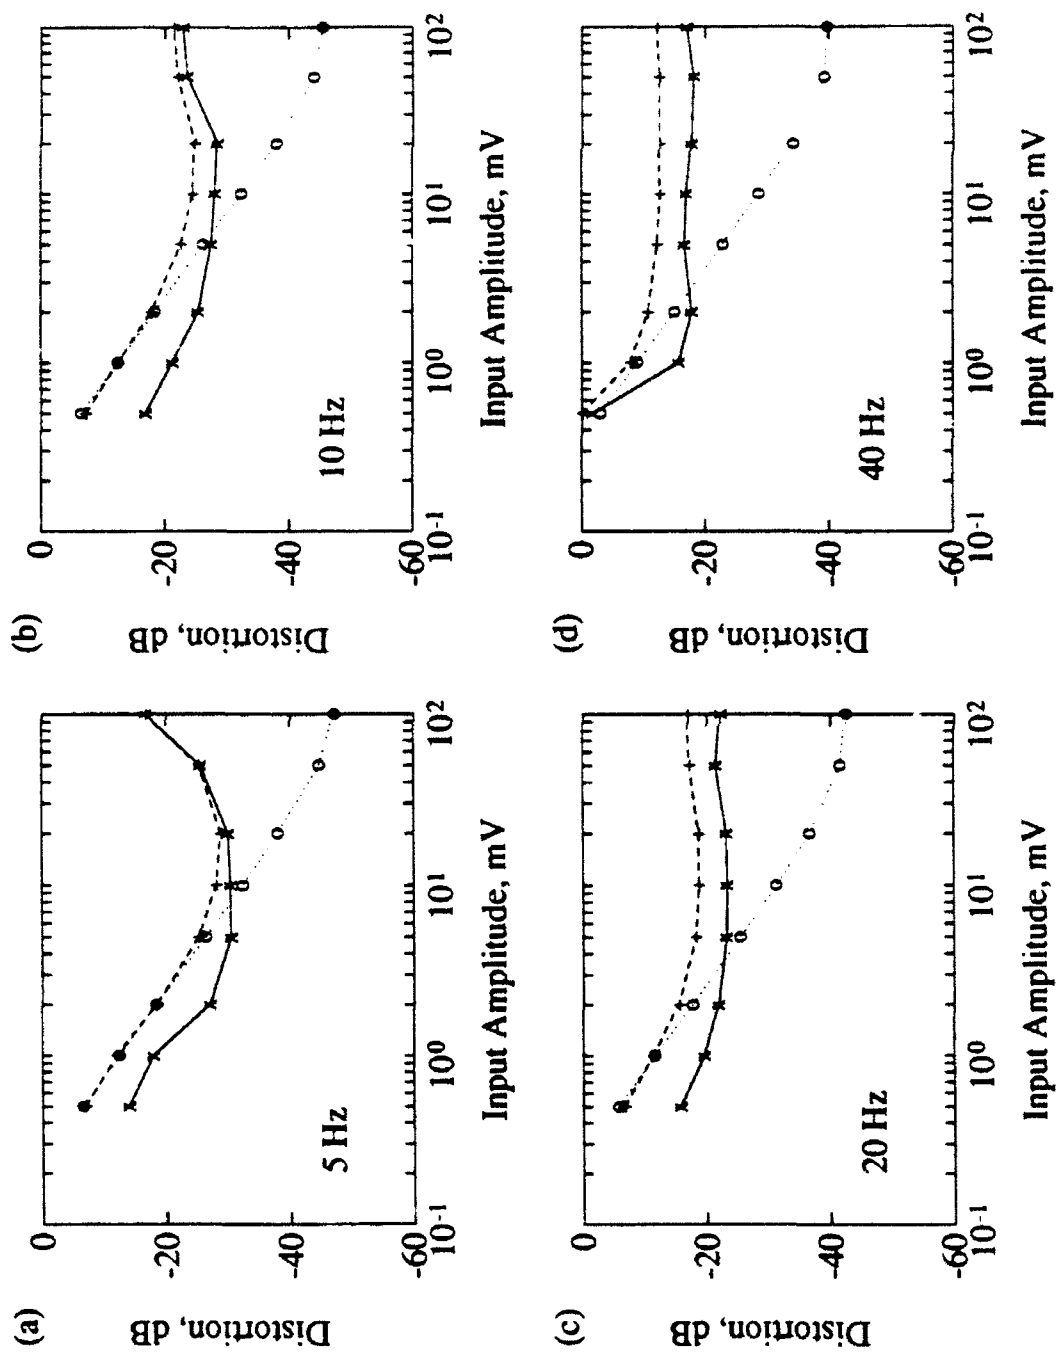 (a)
Distortion, dB
0
-20
-40
-60
10-1
100
101
102
Input Amplitude, mV
5 Hz
(b)
Distortion, dB
0
-20
-40
-60
10-1
100
101
102
Input Amplitude, mV
10 Hz
(c)
Distortion, dB
0
-20
-40
-60
10-1
100
101
102
Input Amplitude, mV
20 Hz
(d)
Distortion, dB
0
-20
-40
-60
10-1
100
101
102
Input Amplitude, mV
40 Hz